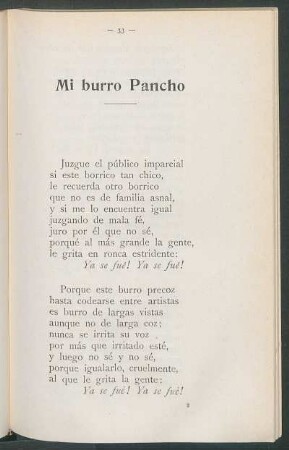 — 33 —
Mi burro Pancho
Juzgue el público imparcial
si este borrico tan chico,
le recuerda otro borrico
que no es de familia asnal,
y si me lo encuentra igual
juzgando de mala fé,
juro por él que no sé,
porqué al más grande la gente,
le grita en ronca estridente:
Ya se fué! Ya se fué!
Porque este burro precoz
hasta codearse entre artistas
es burro de largas vistas
aunque no de larga coz;
nunca se irrita su voz
por más que irritado esté,
y luego no sé y no sé,
porque igualarlo, cruelmente,
al que le grita la gente:
Ya se fué! Ya se fué!